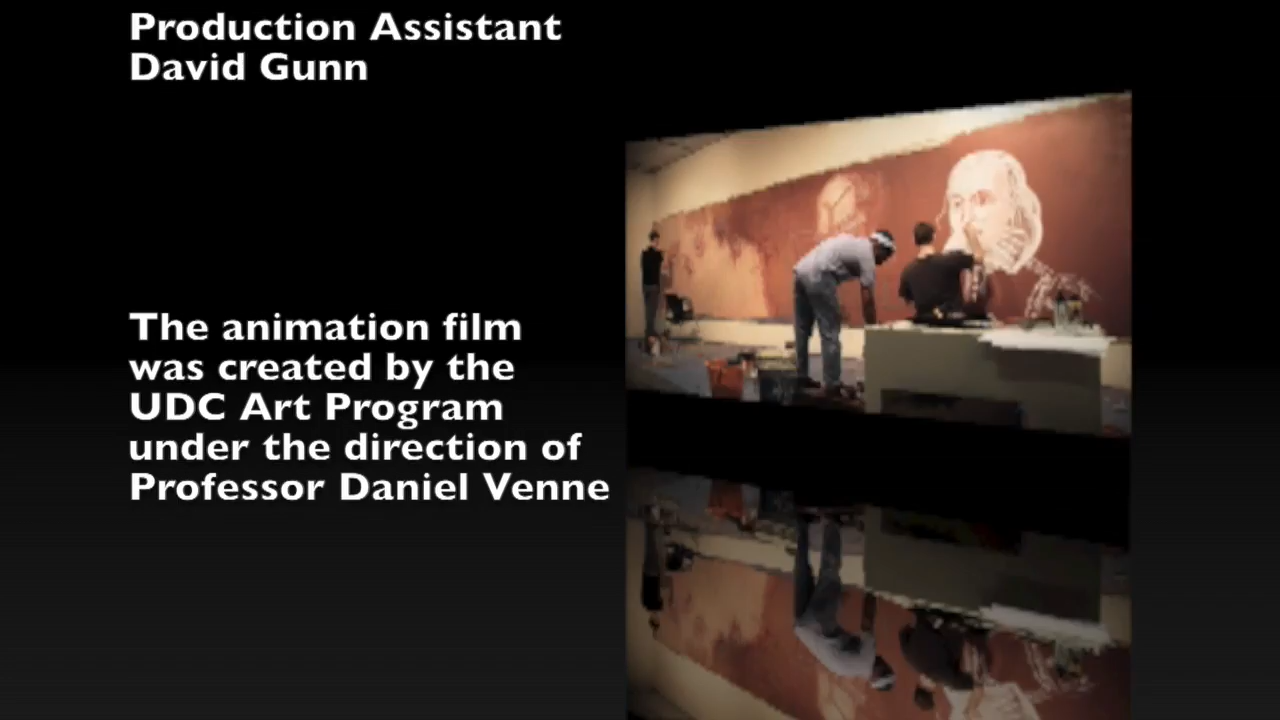 Production Assistant
David Gunn
The animation film
was created by the
UDC Art Program
under the direction of
Professor Daniel Venne